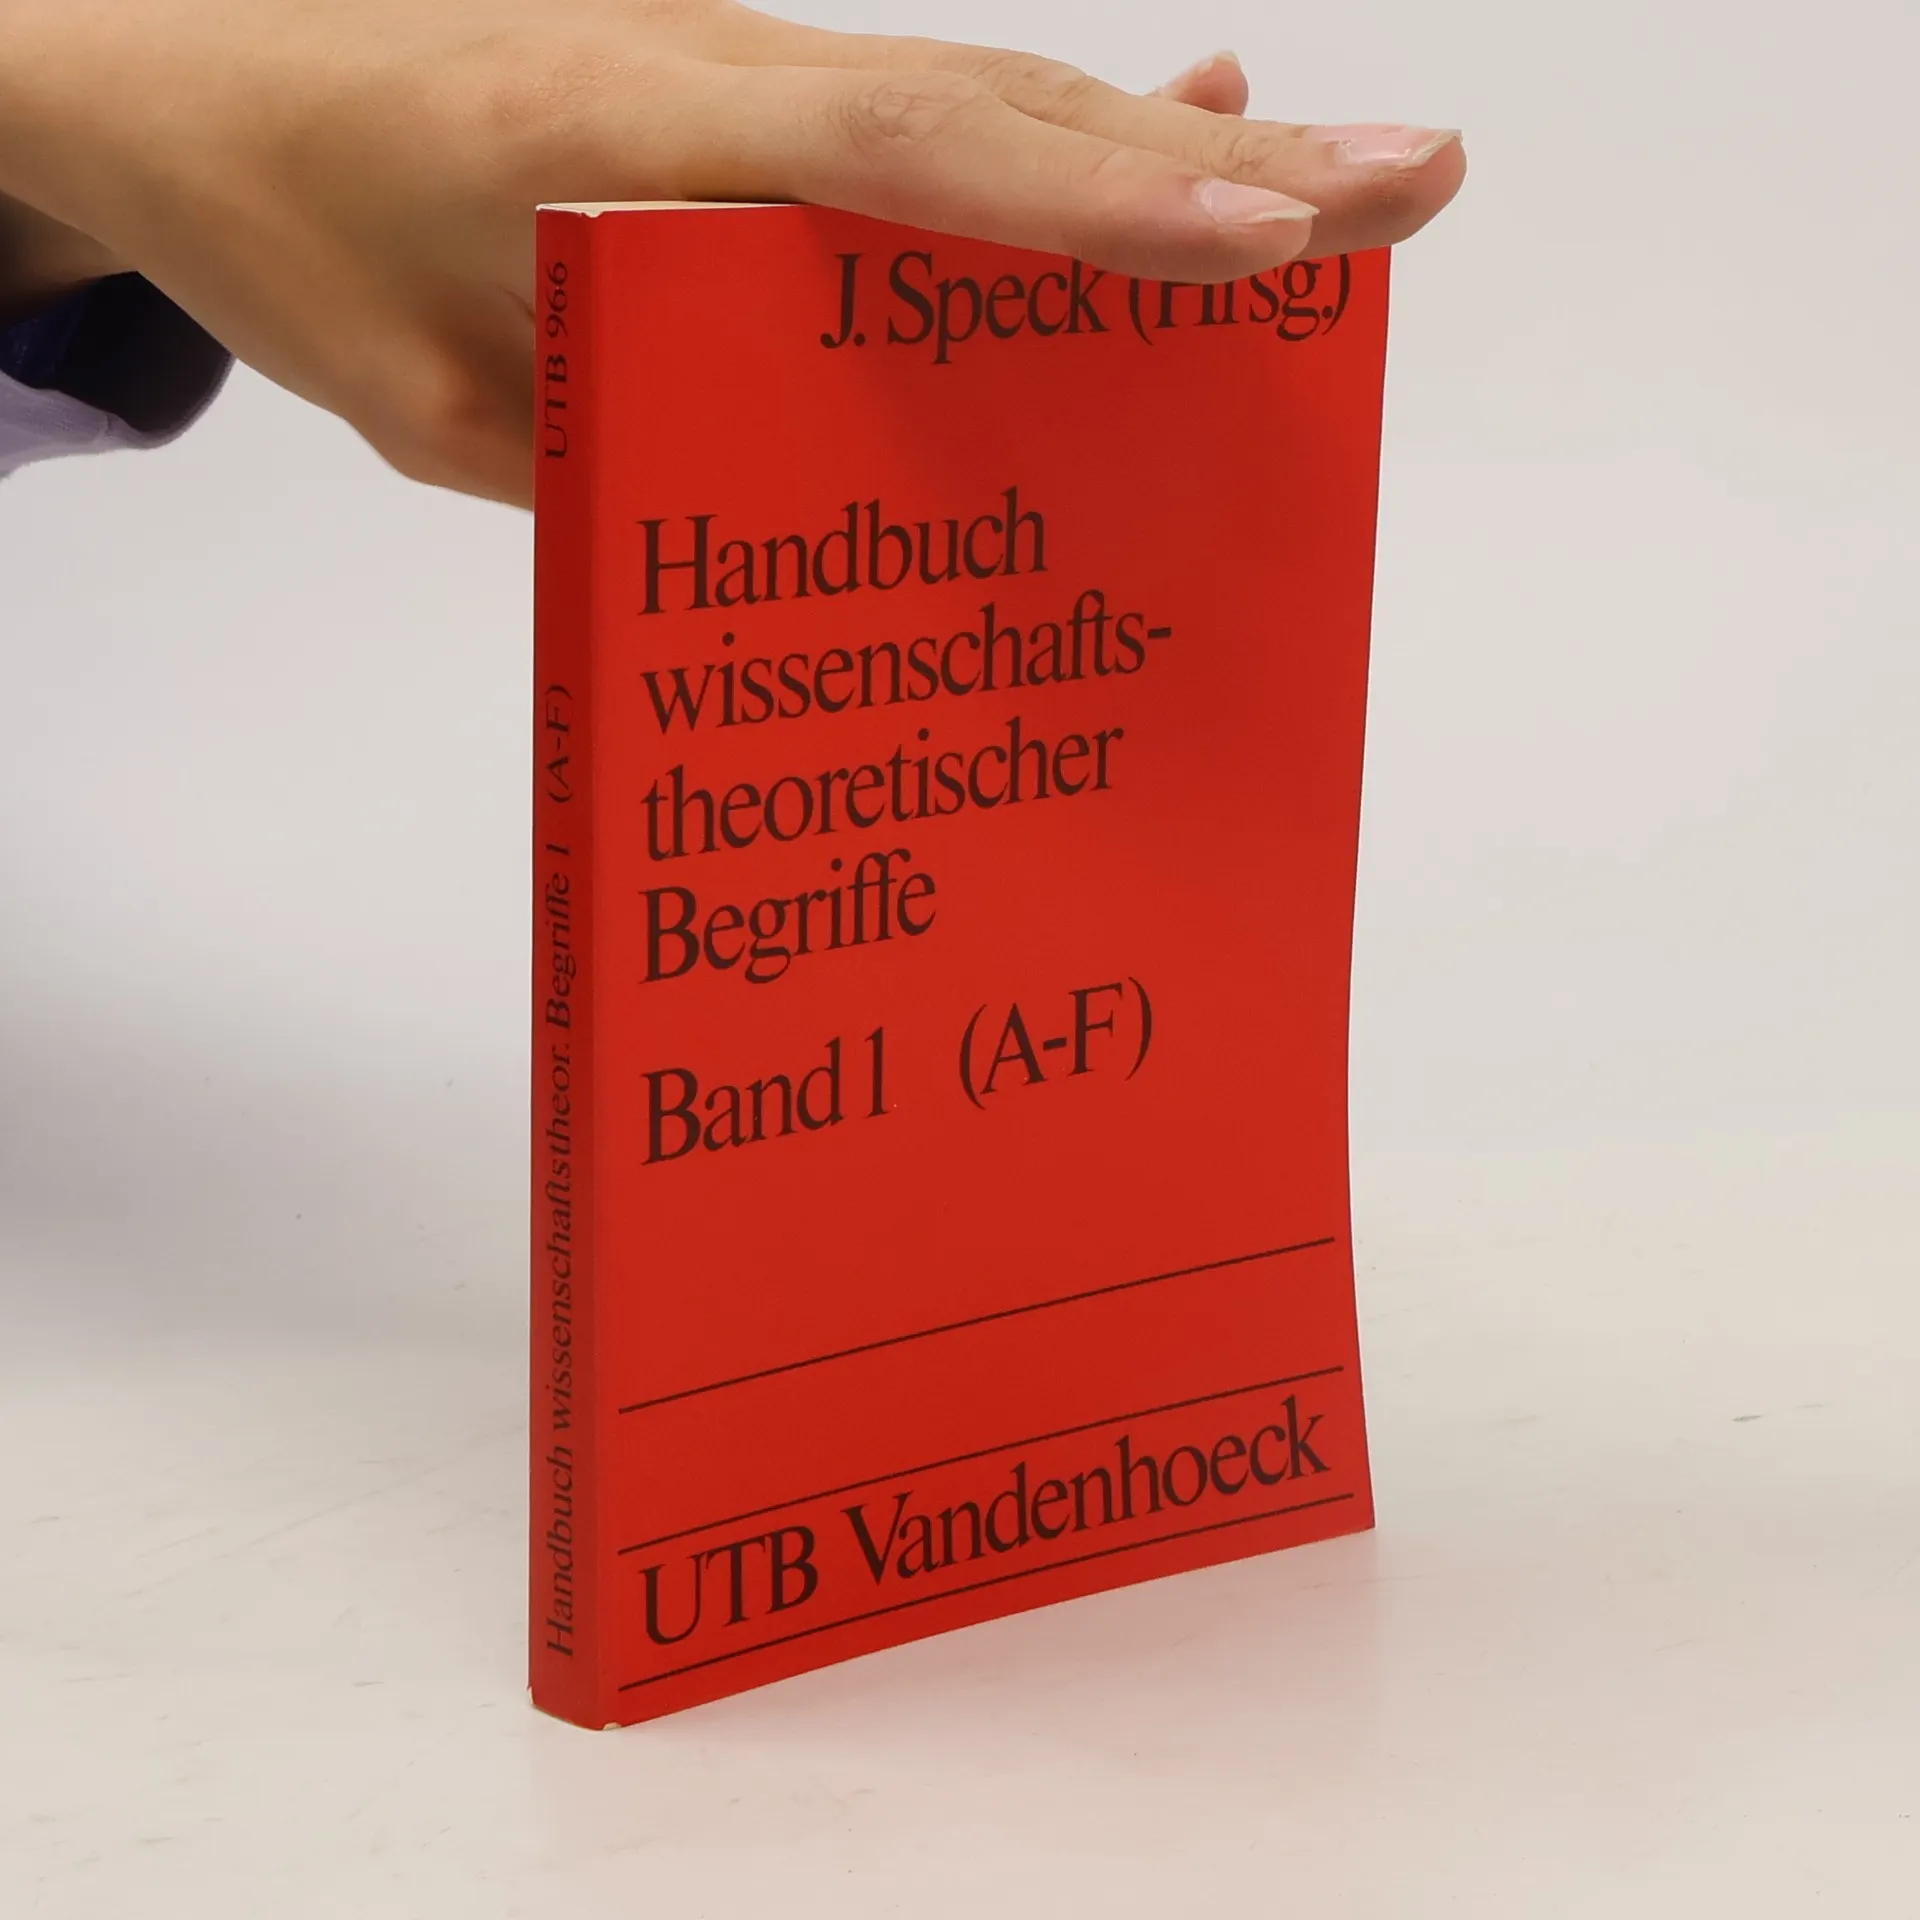 J. Speck (Hrsg.)
Handbuch
wissenschafts-
theoretischer
Begriffe
Band 1 (A-F)
UTB Vandenhoeck
Handbuch wissenschaftstheor. Begriffe 1 (A-F) UTB 966